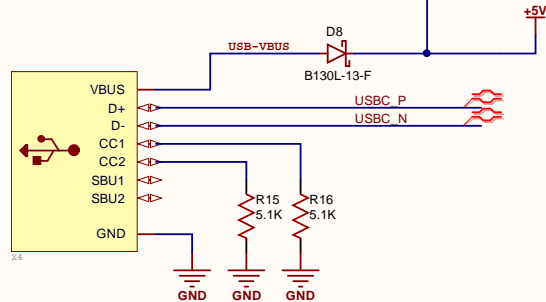 +5V
D8
USB-VBUS
B130L-13-F
VBUS
D+
USBC_P
D-
USBC_N
CC1
CC2
SBU1
SBU2
R15
5.1K
R16
5.1K
GND
X4
GND
GND
GND